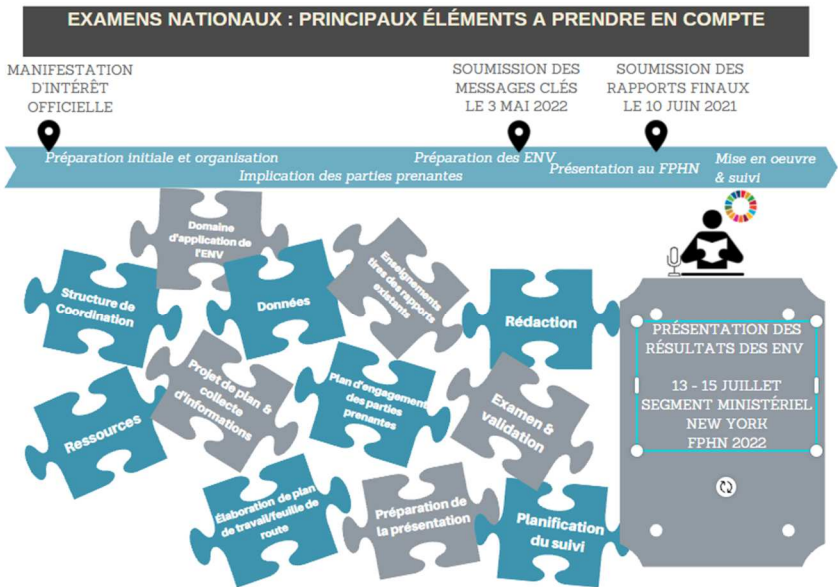 EXAMENS NATIONAUX : PRINCIPAUX ÉLÉMENTS A PRENDRE EN COMPTE
MANIFESTATION
D'INTÉRÊT
OFFICIELLE
SOUMISSION DES
MESSAGES CLÉS
LE 3 MAI 2022
SOUMISSION DES
RAPPORTS FINAUX
LE 10 JUIN 2021
Préparation initiale et organisation
Implication des parties prenantes
Préparation des ENV
Présentation au FPHN
Mise en oeuvre
& suivi
Domaine
d'application de
l'ENV
Structure de
Coordination
Données
Enseignements
tires des rapports
existants
Rédaction
Ressources
Projet de plan &
collecte
d'informations
Plan d'engagement
des parties
prenantes
Examen &
validation
Élaboration de plan
de travail/feuille de
route
Préparation de
la présentation
Planification
du suivi
PRÉSENTATION DES
RÉSULTATS DES ENV
13 - 15 JUILLET
SEGMENT MINISTÉRIEL
NEW YORK
FPHN 2022